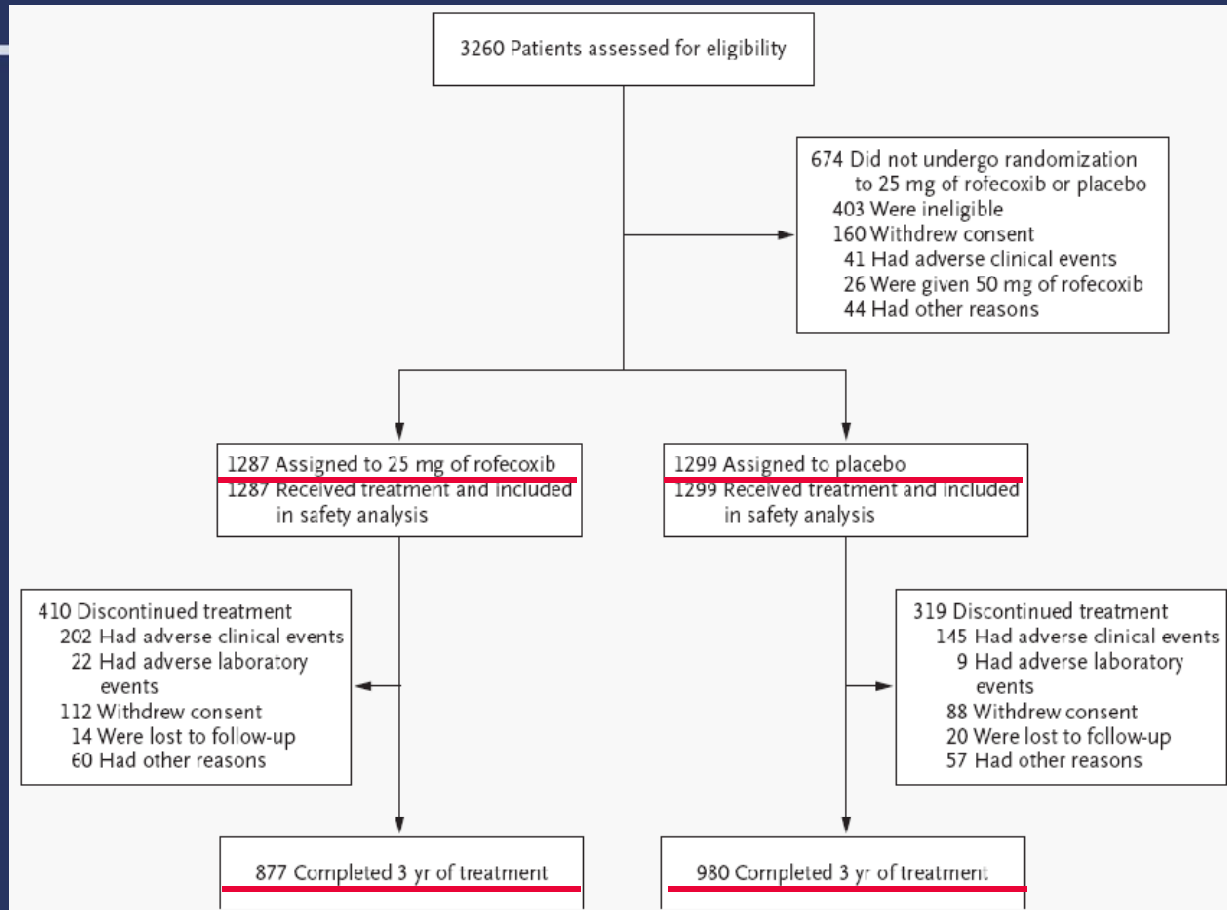 3260 Patients assessed for eligibility
674 Did not undergo randomization
to 25 mg of rofecoxib or placebo
403 Were ineligible
160 Withdrew consent
41 Had adverse clinical events
26 Were given 50 mg of rofecoxib
44 Had other reasons
1287 Assigned to 25 mg of rofecoxib
1287 Received treatment and included
in safety analysis
1299 Assigned to placebo
1299 Received treatment and included
in safety analysis
410 Discontinued treatment
202 Had adverse clinical events
22 Had adverse laboratory
events
112 Withdrew consent
14 Were lost to follow-up
60 Had other reasons
319 Discontinued treatment
145 Had adverse clinical events
9 Had adverse laboratory
events
88 Withdrew consent
20 Were lost to follow-up
57 Had other reasons
877 Completed 3 yr of treatment
980 Completed 3 yr of treatment